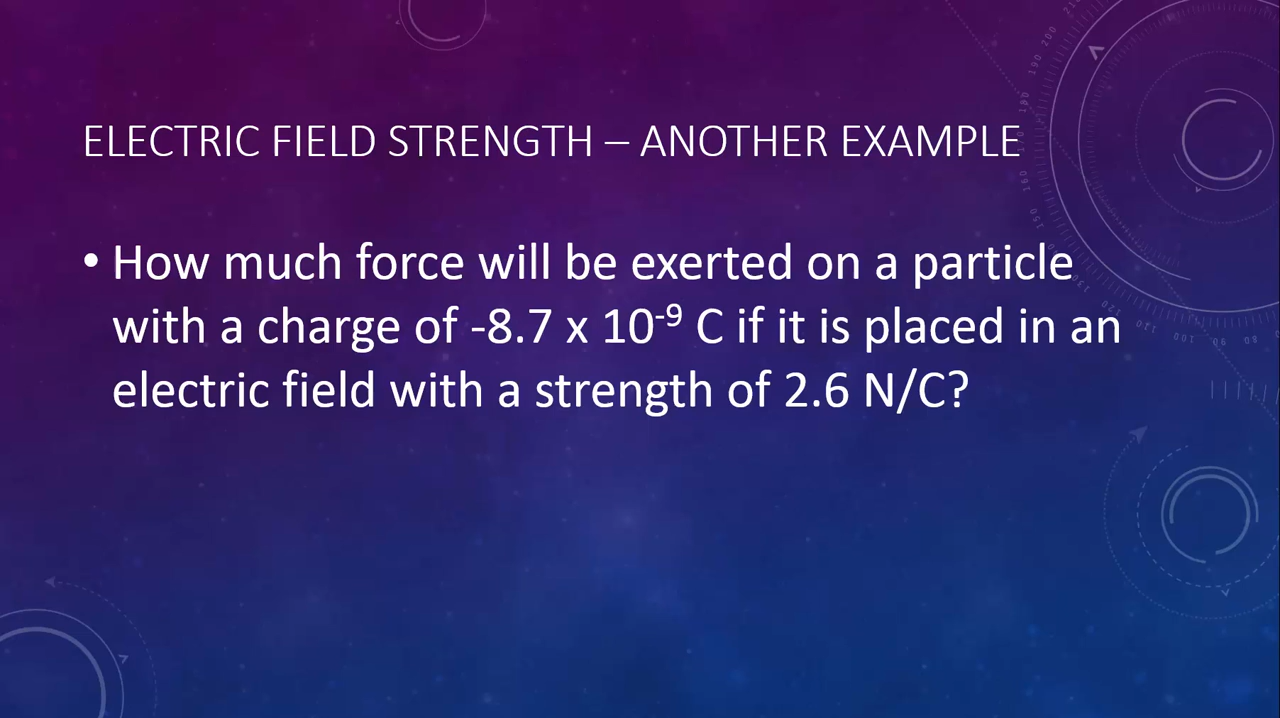 ELECTRIC FIELD STRENGTH – ANOTHER EXAMPLE
• How much force will be exerted on a particle
with a charge of -8.7 x 10⁻⁹ C if it is placed in an
electric field with a strength of 2.6 N/C?